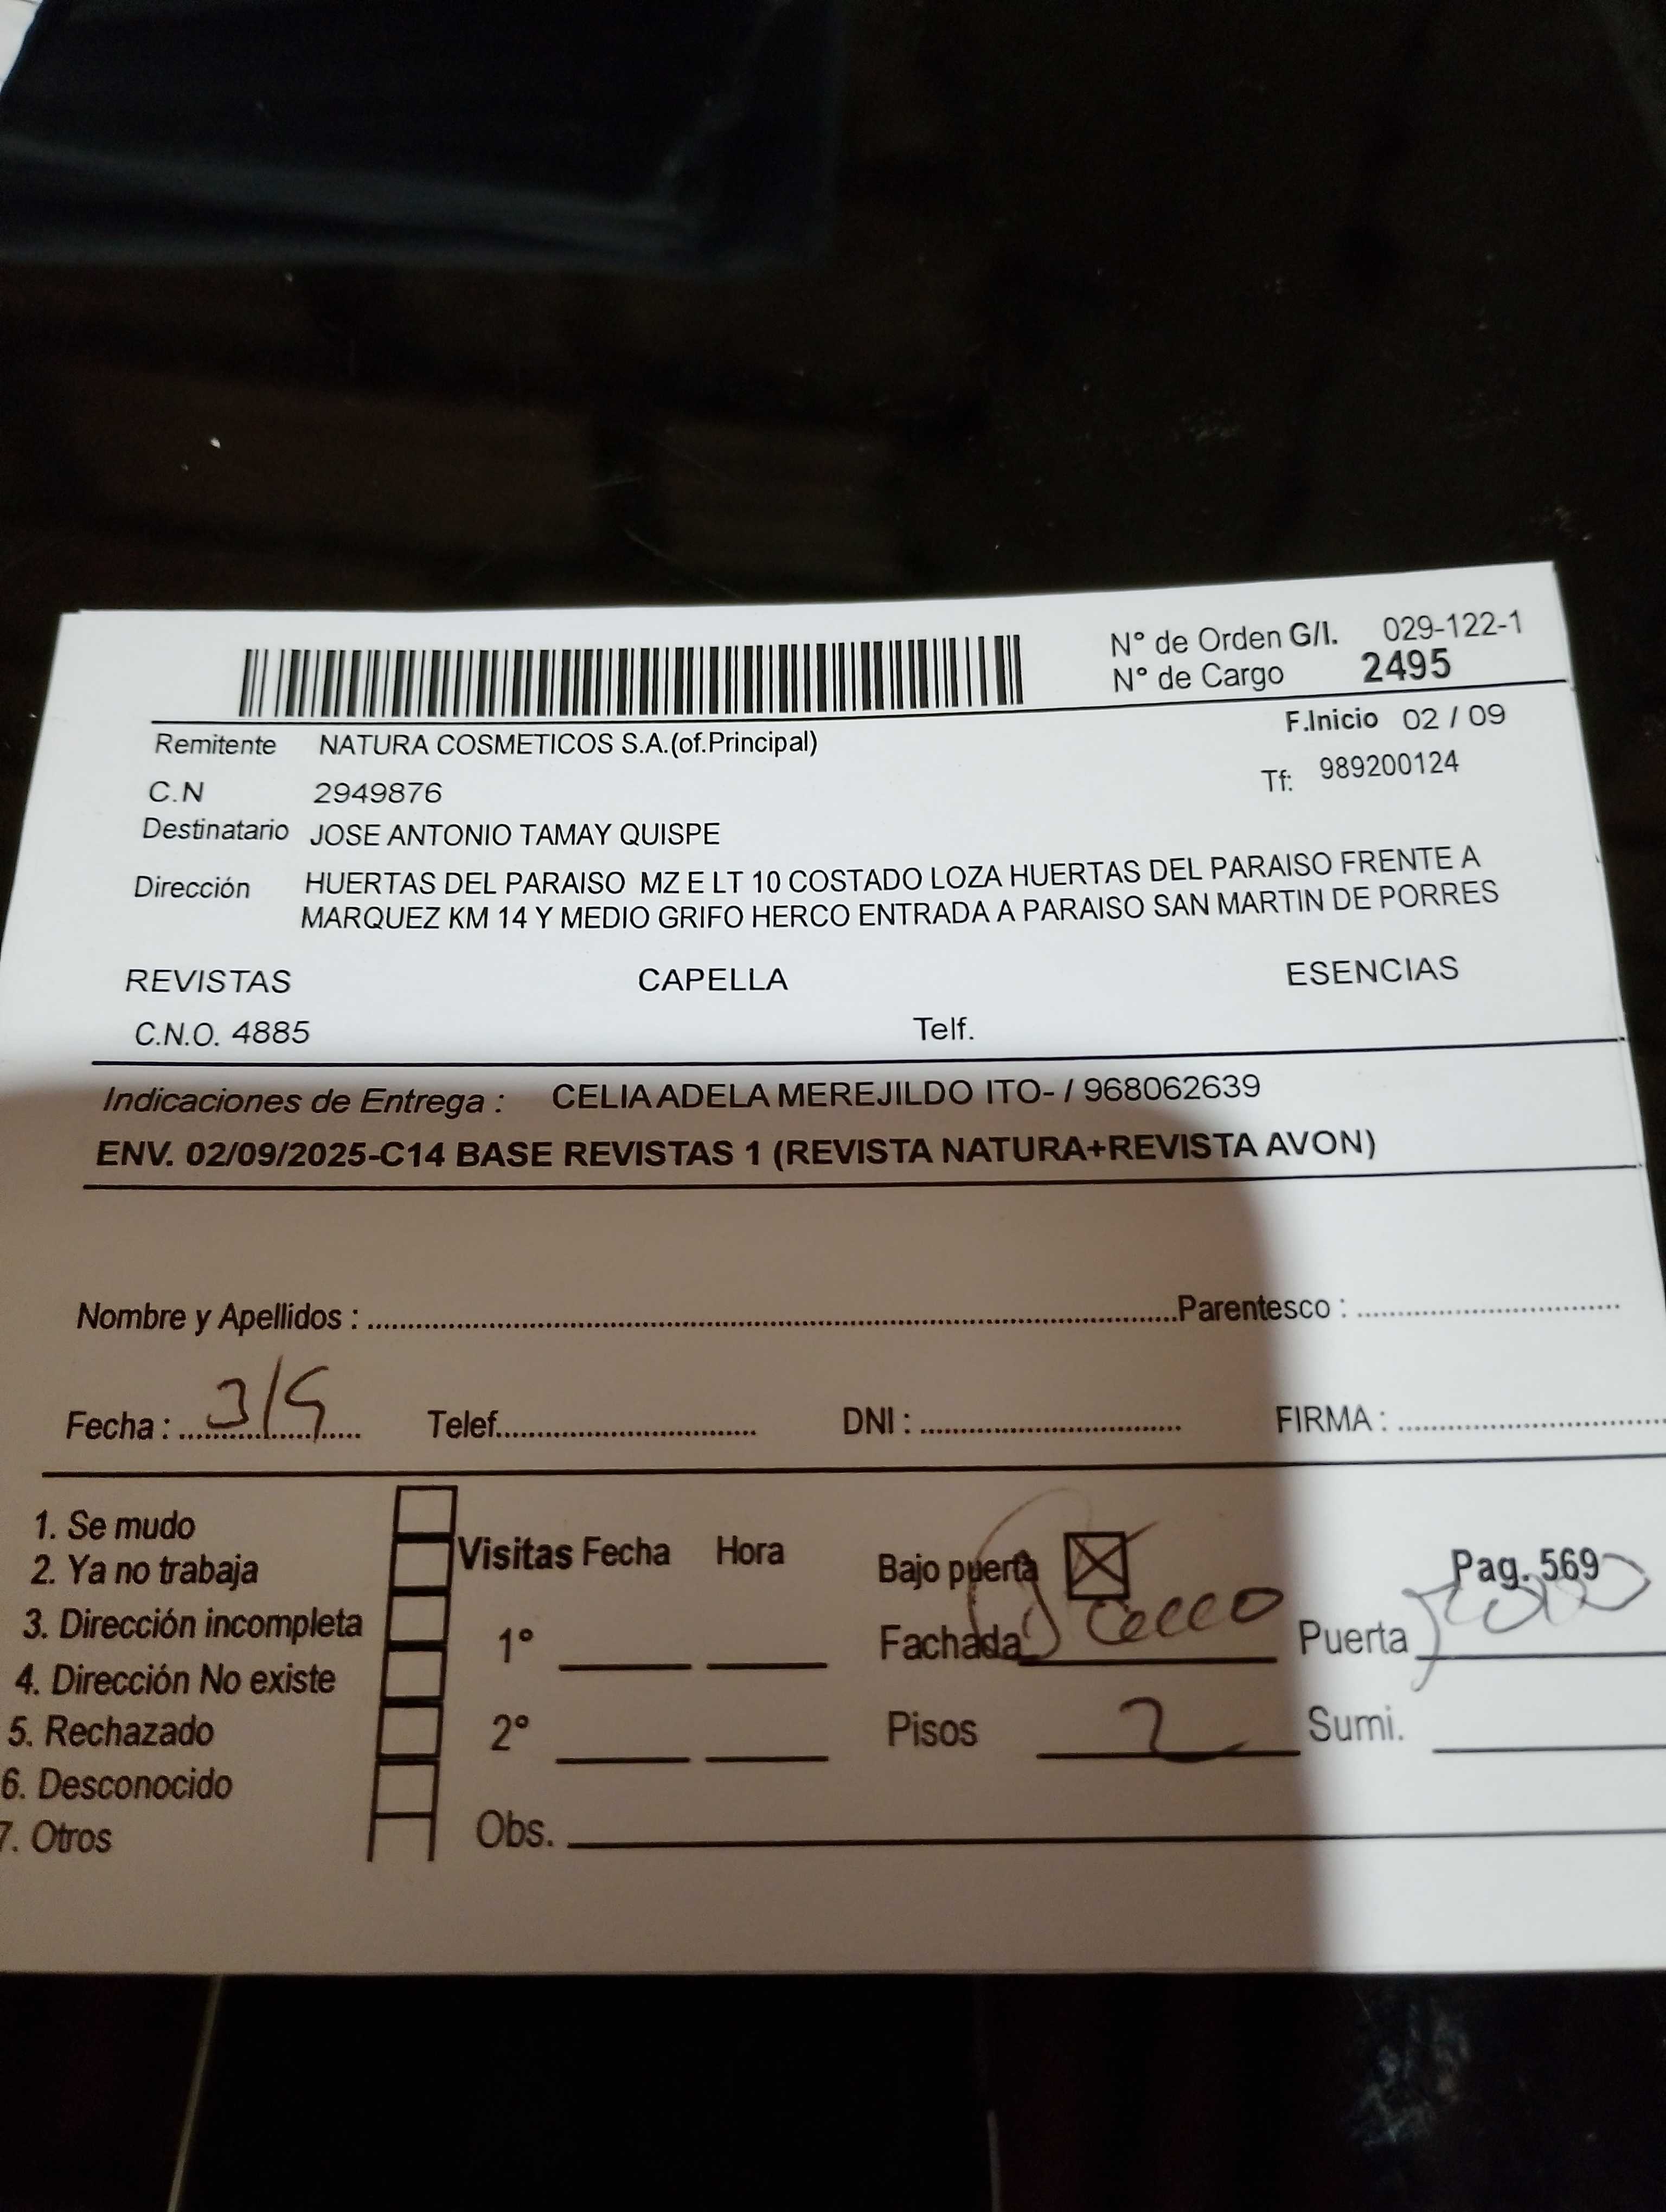 N° de Orden G/I. 029-122-1
N° de Cargo 2495
F.Inicio 02 / 09
Remitente NATURA COSMETICOS S.A.(of.Principal)
Tf: 989200124
C.N 2949876
Destinatario JOSE ANTONIO TAMAY QUISPE
Dirección HUERTAS DEL PARAISO MZ E LT 10 COSTADO LOZA HUERTAS DEL PARAISO FRENTE A
MARQUEZ KM 14 Y MEDIO GRIFO HERCO ENTRADA A PARAISO SAN MARTIN DE PORRES
REVISTAS CAPELLA ESENCIAS
C.N.O. 4885 Telf.
Indicaciones de Entrega : CELIA ADELA MEREJILDO ITO- / 968062639
ENV. 02/09/2025-C14 BASE REVISTAS 1 (REVISTA NATURA+REVISTA AVON)
Nombre y Apellidos : Parentesco :
Fecha : 3/9 Telef. DNI : FIRMA :
1. Se mudo
2. Ya no trabaja
3. Dirección incompleta
4. Dirección No existe
5. Rechazado
6. Desconocido
7. Otros
Visitas Fecha Hora
1°
2°
Obs.
Bajo puerta Pag. 569
Fachada Puerta
Pisos 2 Sumi.